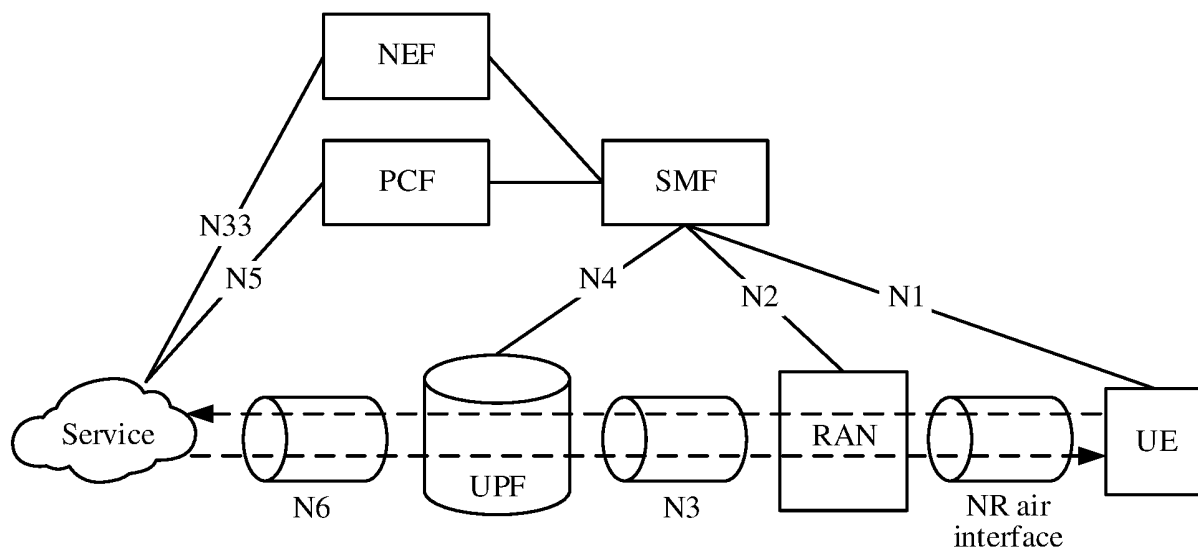 NEF
PCF
SMF
N33
N5
N4
N2
N1
Service
UPF
RAN
UE
N6
N3
NR air
interface